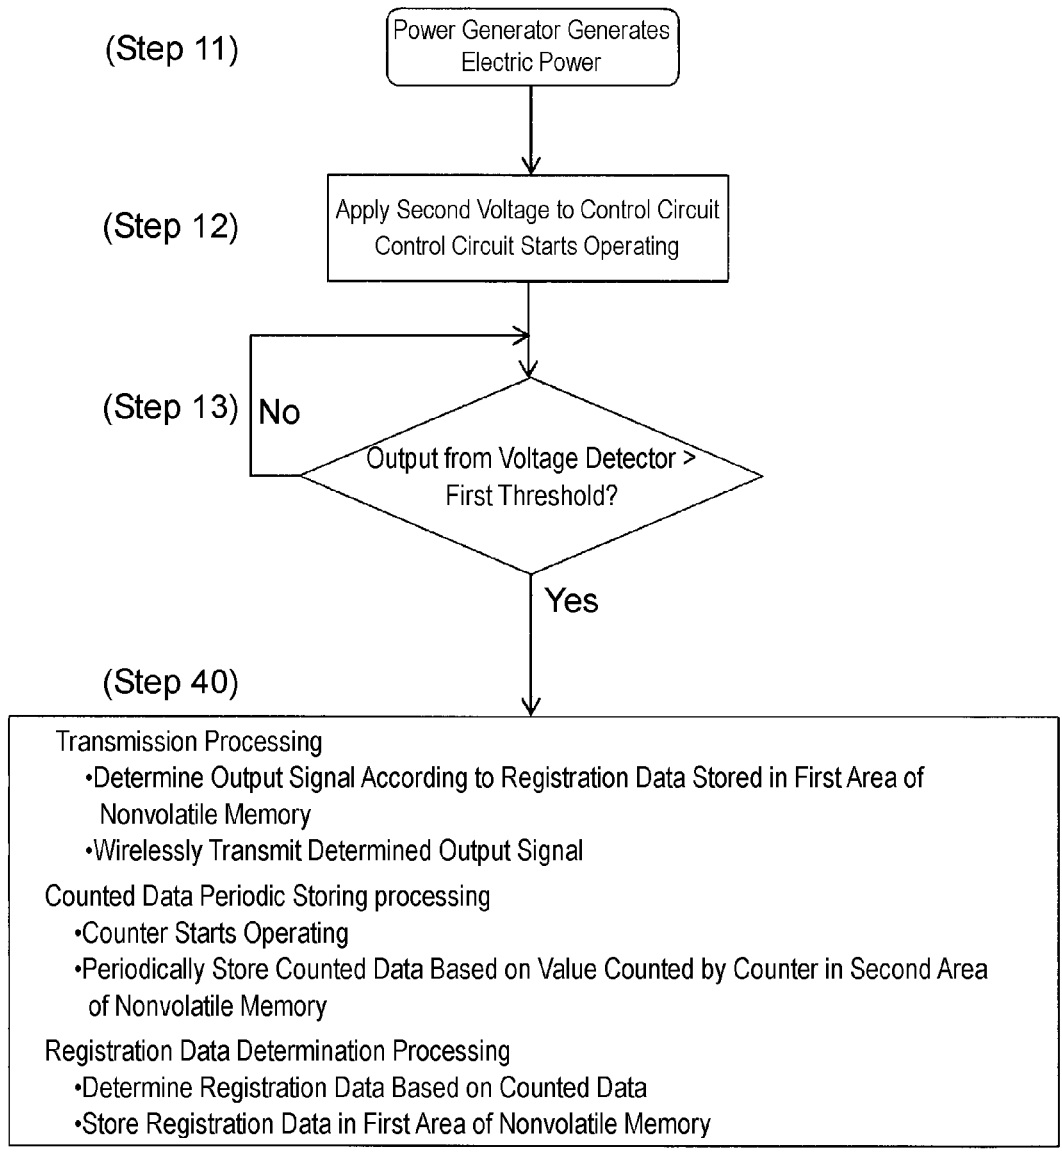 (Step 11)
Power Generator Generates
Electric Power
(Step 12)
Apply Second Voltage to Control Circuit
Control Circuit Starts Operating
(Step 13)
No
Output from Voltage Detector >
First Threshold?
Yes
(Step 40)
Transmission Processing
•Determine Output Signal According to Registration Data Stored in First Area of
Nonvolatile Memory
•Wirelessly Transmit Determined Output Signal
Counted Data Periodic Storing processing
•Counter Starts Operating
•Periodically Store Counted Data Based on Value Counted by Counter in Second Area
of Nonvolatile Memory
Registration Data Determination Processing
•Determine Registration Data Based on Counted Data
•Store Registration Data in First Area of Nonvolatile Memory